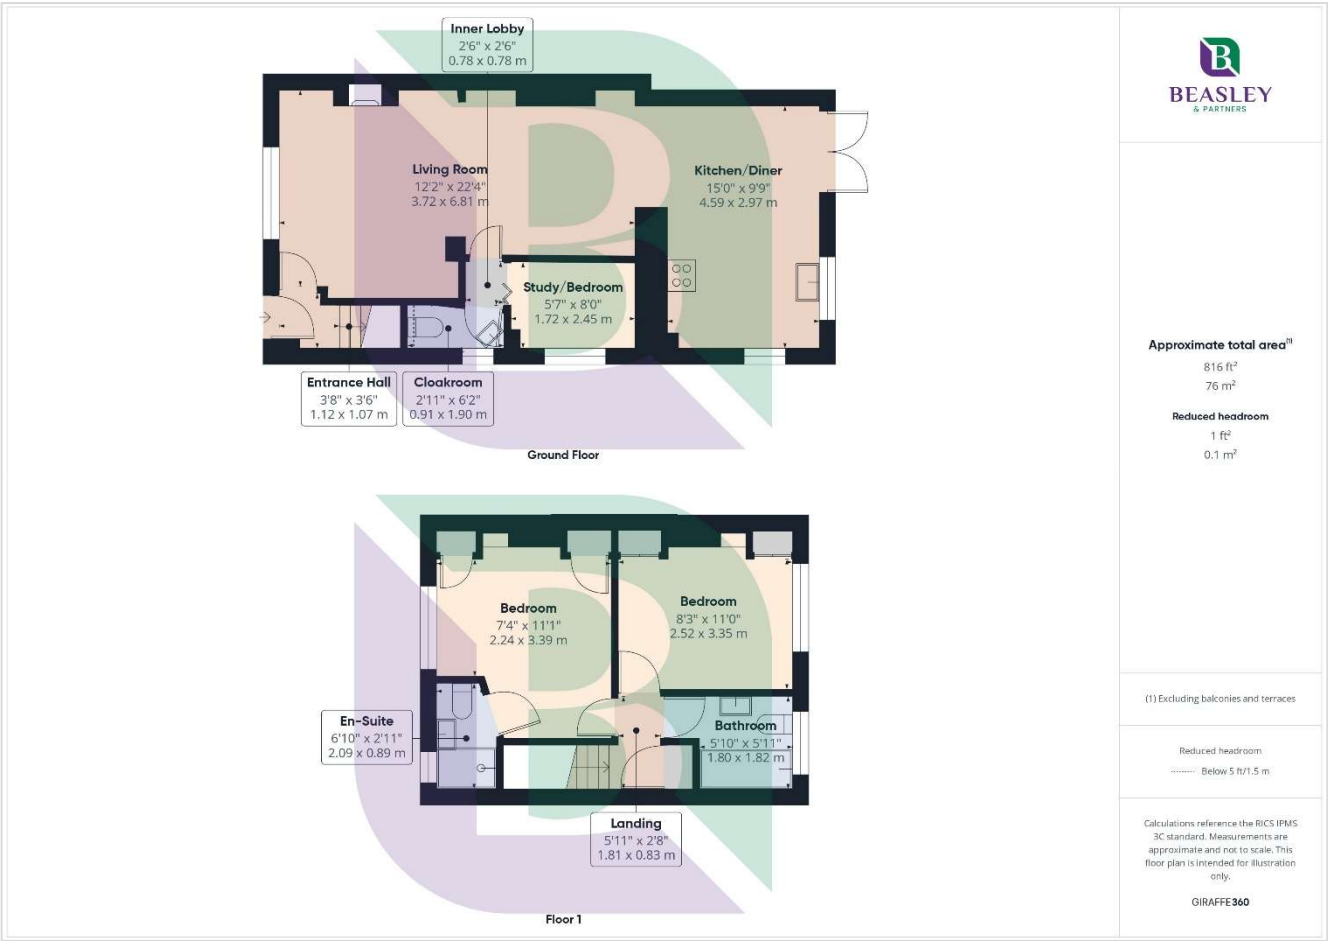 Inner Lobby
2'6" x 2'6"
0.78 x 0.78 m
Living Room
12'2" x 22'4"
3.72 x 6.81 m
Kitchen/Diner
15'0" x 9'9"
4.59 x 2.97 m
Study/Bedroom
5'7" x 8'0"
1.72 x 2.45 m
Entrance Hall
3'8" x 3'6"
1.12 x 1.07 m
Cloakroom
2'11" x 6'2"
0.91 x 1.90 m
Ground Floor
Bedroom
7'4" x 11'1"
2.24 x 3.39 m
Bedroom
8'3" x 11'0"
2.52 x 3.35 m
En-Suite
6'10" x 2'11"
2.09 x 0.89 m
Bathroom
5'10" x 5'11"
1.80 x 1.82 m
Landing
5'11" x 2'8"
1.81 x 0.83 m
Floor 1
B
BEASLEY
& PARTNERS
Approximate total area(1)
816 ft²
76 m²
Reduced headroom
1 ft²
0.1 m²
(1) Excluding balconies and terraces
Reduced headroom
Below 5 ft/1.5 m
Calculations reference the RICS IPMS
3C standard. Measurements are
approximate and not to scale. This
floor plan is intended for illustration
only.
GIRAFFE360